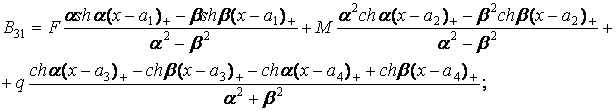 B₃₁ = F (αshα(x−a₁)₊ − βshβ(x−a₁)₊)/(α² − β²) + M (α²chα(x−a₂)₊ − β²chβ(x−a₂)₊)/(α² − β²) +
+ q (chα(x−a₃)₊ − chβ(x−a₃)₊ − chα(x−a₄)₊ + chβ(x−a₄)₊)/(α² + β²);